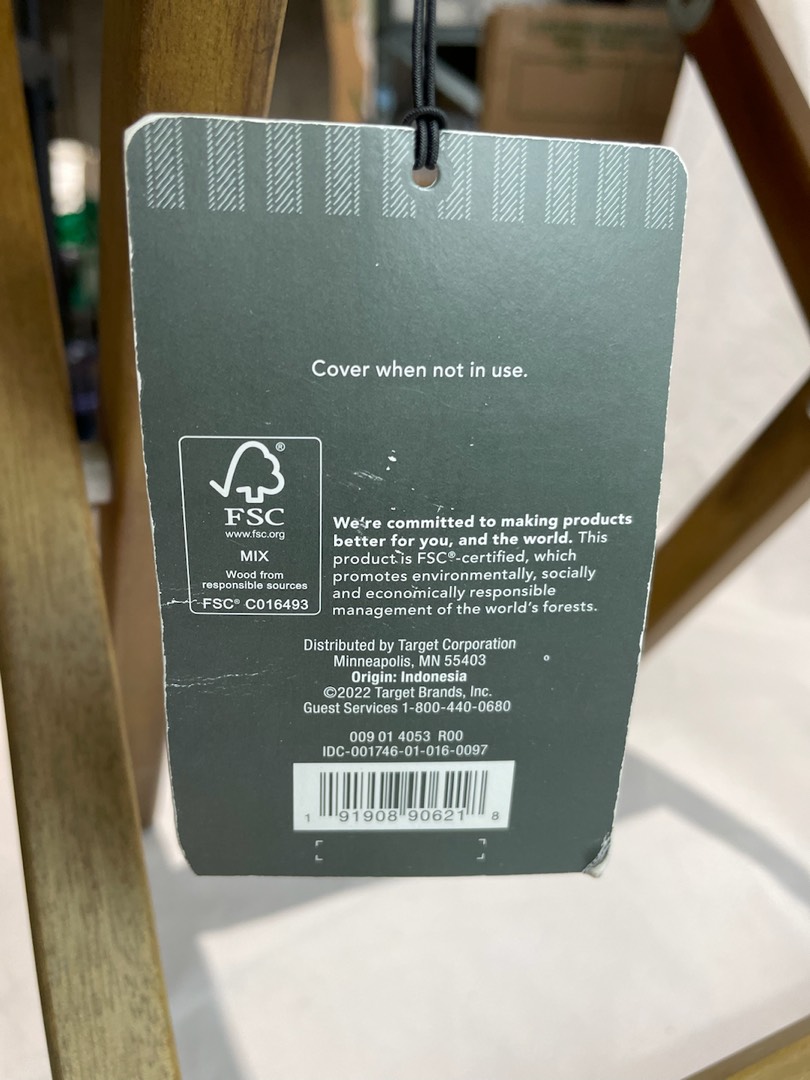 Cover when not in use.
®
FSC
www.fsc.org
MIX
Wood from
responsible sources
FSC® C016493
We're committed to making products
better for you, and the world. This
product is FSC®-certified, which
promotes environmentally, socially
and economically responsible
management of the world's forests.
Distributed by Target Corporation
Minneapolis, MN 55403
Origin: Indonesia
©2022 Target Brands, Inc.
Guest Services 1-800-440-0680
009 01 4053 R00
IDC-001746-01-016-0097
1 91908 90621 8